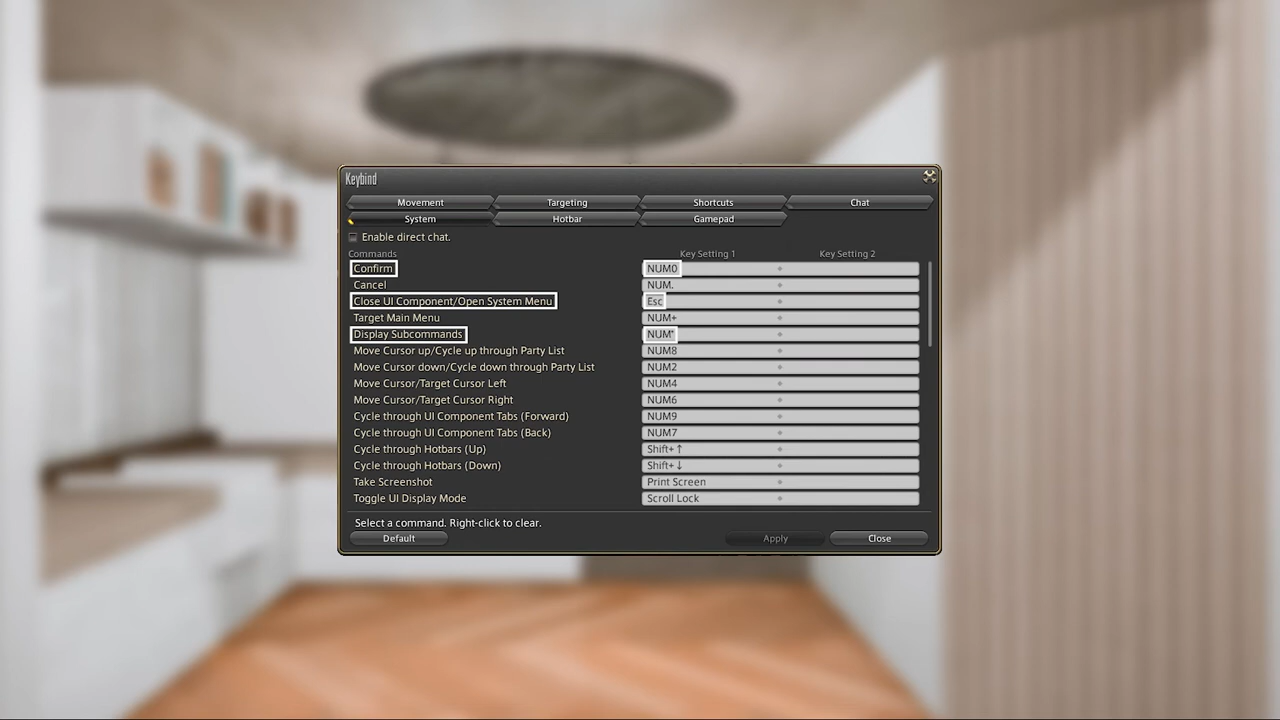 Keybind
Movement Targeting Shortcuts Chat
System Hotbar Gamepad
Enable direct chat.
Commands Key Setting 1 Key Setting 2
Confirm NUM0
Cancel NUM.
Close UI Component/Open System Menu Esc
Target Main Menu NUM+
Display Subcommands NUM*
Move Cursor up/Cycle up through Party List NUM8
Move Cursor down/Cycle down through Party List NUM2
Move Cursor/Target Cursor Left NUM4
Move Cursor/Target Cursor Right NUM6
Cycle through UI Component Tabs (Forward) NUM9
Cycle through UI Component Tabs (Back) NUM7
Cycle through Hotbars (Up) Shift+↑
Cycle through Hotbars (Down) Shift+↓
Take Screenshot Print Screen
Toggle UI Display Mode Scroll Lock
Select a command. Right-click to clear.
Default Apply Close